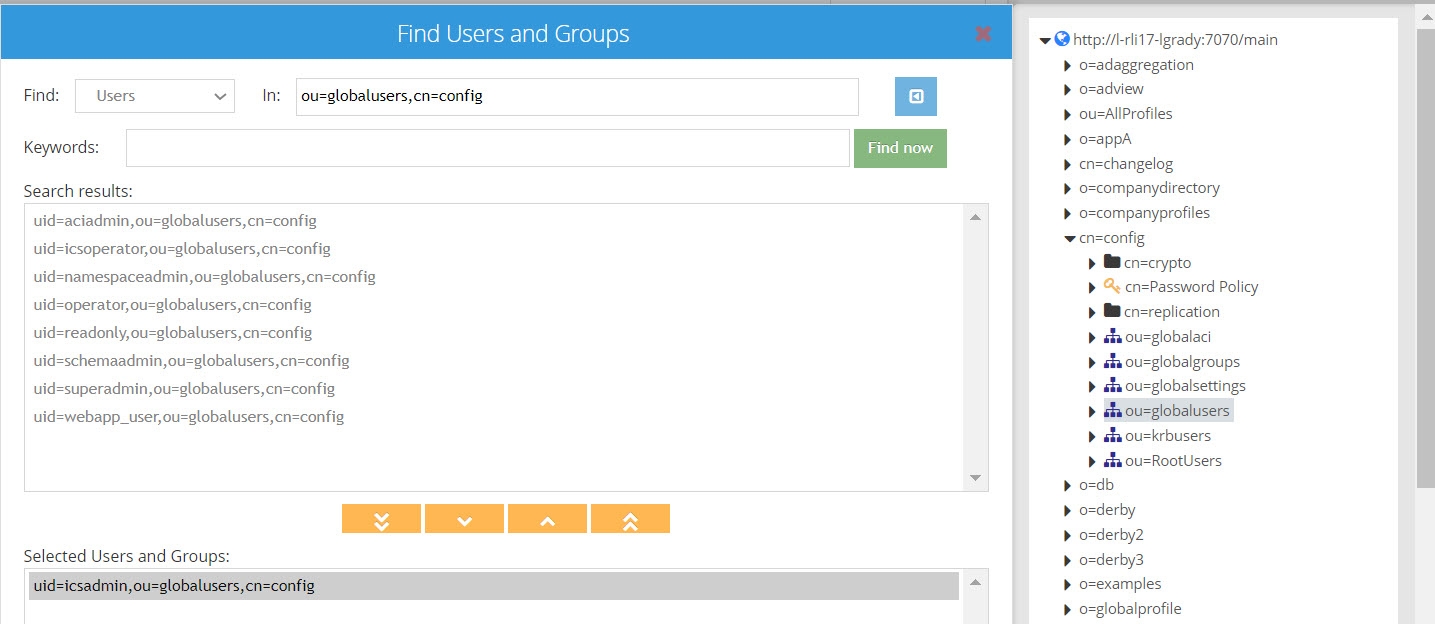 Find Users and Groups
Find: Users In: ou=globalusers,cn=config
Keywords: Find now
Search results:
uid=aciadmin,ou=globalusers,cn=config
uid=icsoperator,ou=globalusers,cn=config
uid=namespaceadmin,ou=globalusers,cn=config
uid=operator,ou=globalusers,cn=config
uid=readonly,ou=globalusers,cn=config
uid=schemaadmin,ou=globalusers,cn=config
uid=superadmin,ou=globalusers,cn=config
uid=webapp_user,ou=globalusers,cn=config
Selected Users and Groups:
uid=icsadmin,ou=globalusers,cn=config
http://l-rli17-lgrady:7070/main
o=adaggregation
o=adview
ou=AllProfiles
o=appA
cn=changelog
o=companydirectory
o=companyprofiles
cn=config
cn=crypto
cn=Password Policy
cn=replication
ou=globalaci
ou=globalgroups
ou=globalsettings
ou=globalusers
ou=krbusers
ou=RootUsers
o=db
o=derby
o=derby2
o=derby3
o=examples
o=globalprofile